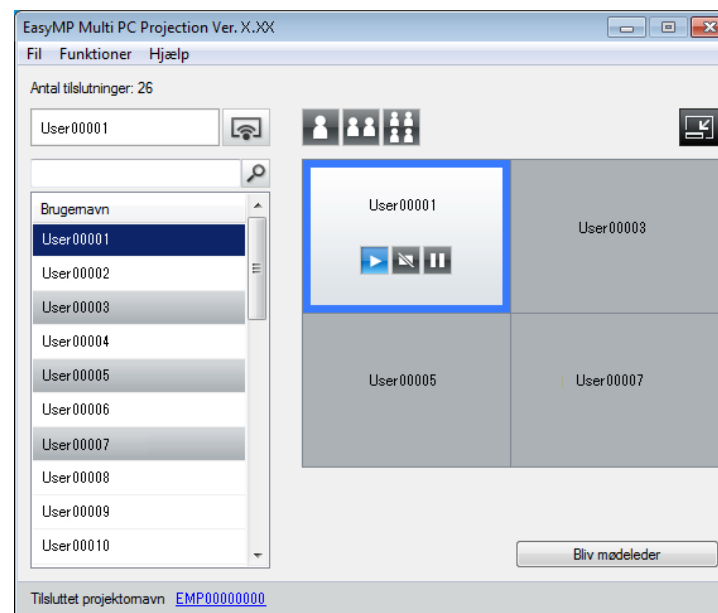 EasyMP Multi PC Projection Ver. X.XX
Fil Funktioner Hjælp
Antal tilslutninger: 26
User00001
Brugernavn
User00001
User00002
User00003
User00004
User00005
User00006
User00007
User00008
User00009
User00010
User00001
User00003
User00005
User00007
Bliv mødeleder
Tilsluttet projektornavn EMP00000000